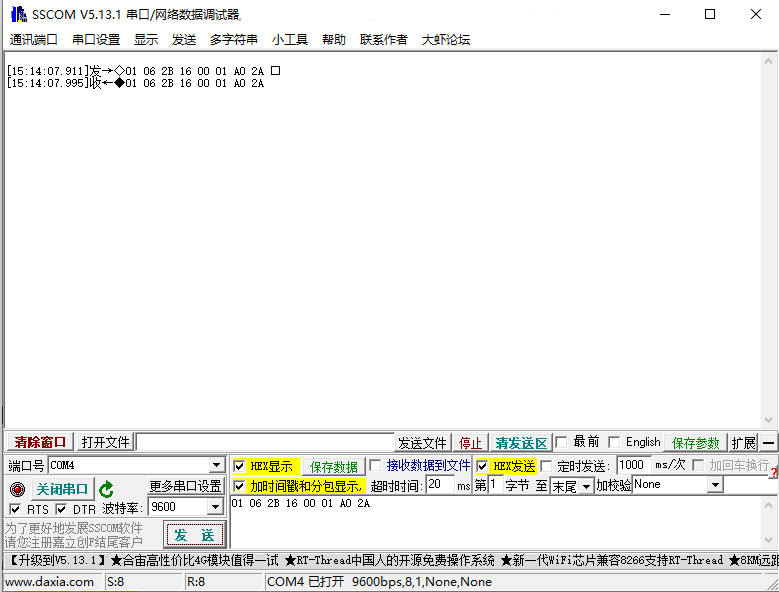 SSCOM V5.13.1 串口/网络数据调试器,
通讯端口 串口设置 显示 发送 多字符串 小工具 帮助 联系作者 大虾论坛
[15:14:07.911]发→◇01 06 2B 16 00 01 A0 2A □
[15:14:07.995]收←◆01 06 2B 16 00 01 A0 2A
清除窗口 打开文件 发送文件 停止 清发送区 最前 English 保存参数 扩展 —
端口号 COM4 HEX显示 保存数据 接收数据到文件 HEX发送 定时发送: 1000 ms/次 加回车换行
关闭串口 更多串口设置 加时间戳和分包显示, 超时时间: 20 ms 第 1 字节 至 末尾 加校验 None
RTS DTR 波特率: 9600 01 06 2B 16 00 01 A0 2A
为了更好地发展SSCOM软件
请您注册嘉立创F结尾客户
发 送
【升级到V5.13.1】★合宙高性价比4G模块值得一试 ★RT-Thread中国人的开源免费操作系统 ★新一代WiFi芯片兼容8266支持RT-Thread ★8KM远距
www.daxia.com S:8 R:8 COM4 已打开 9600bps,8,1,None,None